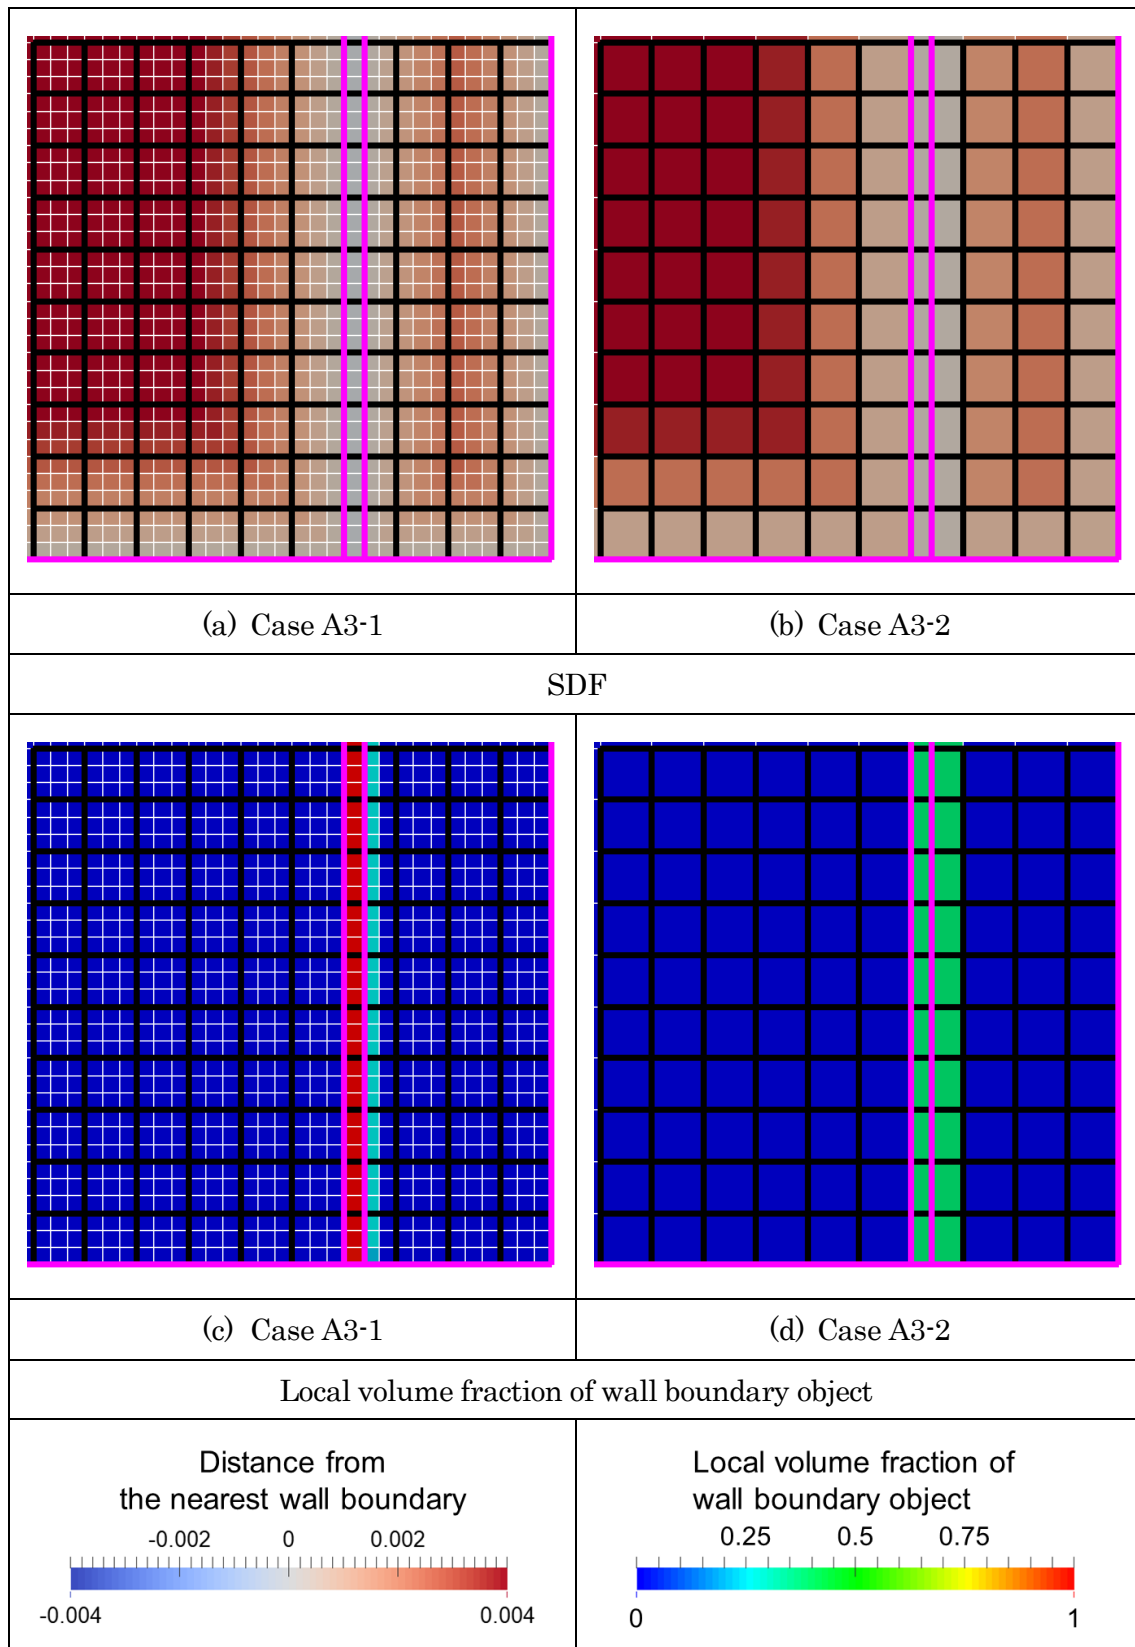 (a) Case A3-1
(b) Case A3-2
SDF
(c) Case A3-1
(d) Case A3-2
Local volume fraction of wall boundary object
Distance from
the nearest wall boundary
-0.002 0 0.002
-0.004 0.004
Local volume fraction of
wall boundary object
0.25 0.5 0.75
0 1